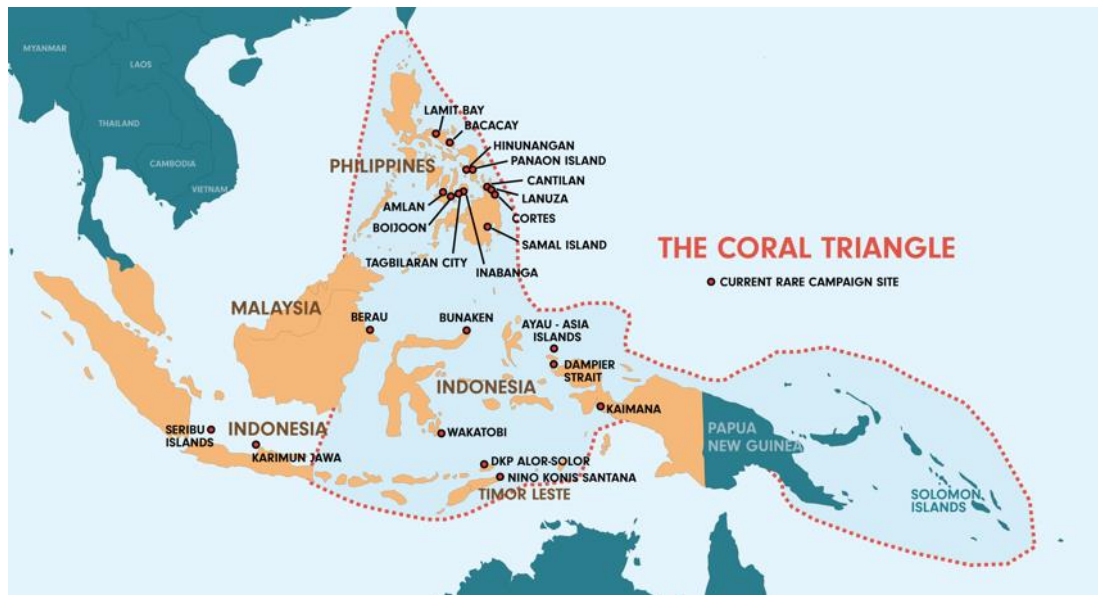 MYANMAR
LAOS
THAILAND
CAMBODIA
VIETNAM
LAMIT BAY
BACACAY
HINUNANGAN
PHILIPPINES
PANAON ISLAND
CANTILAN
LANUZA
AMLAN
CORTES
BOIJOON
SAMAL ISLAND
TAGBILARAN CITY
INABANGA
THE CORAL TRIANGLE
CURRENT RARE CAMPAIGN SITE
MALAYSIA
BERAU
BUNAKEN
AYAU - ASIA
ISLANDS
DAMPIER
STRAIT
INDONESIA
KAIMANA
SERIBU
ISLANDS
INDONESIA
KARIMUN JAWA
WAKATOBI
PAPUA
NEW GUINEA
DKP ALOR-SOLOR
NINO KONIS SANTANA
TIMOR LESTE
SOLOMON
ISLANDS